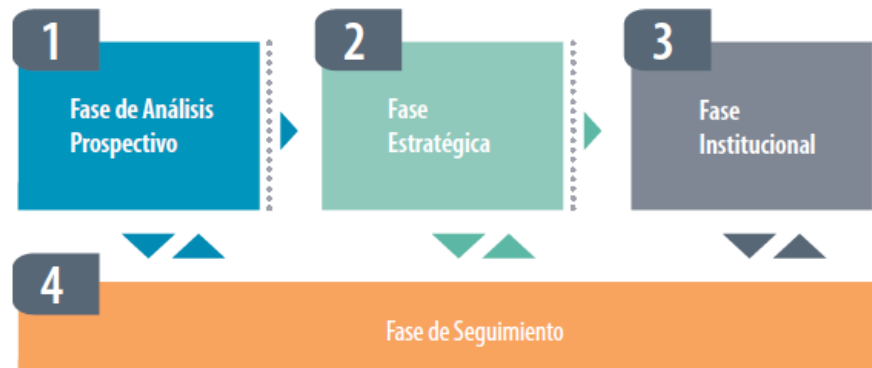 1
Fase de Análisis
Prospectivo
2
Fase
Estratégica
3
Fase
Institucional
4
Fase de Seguimiento